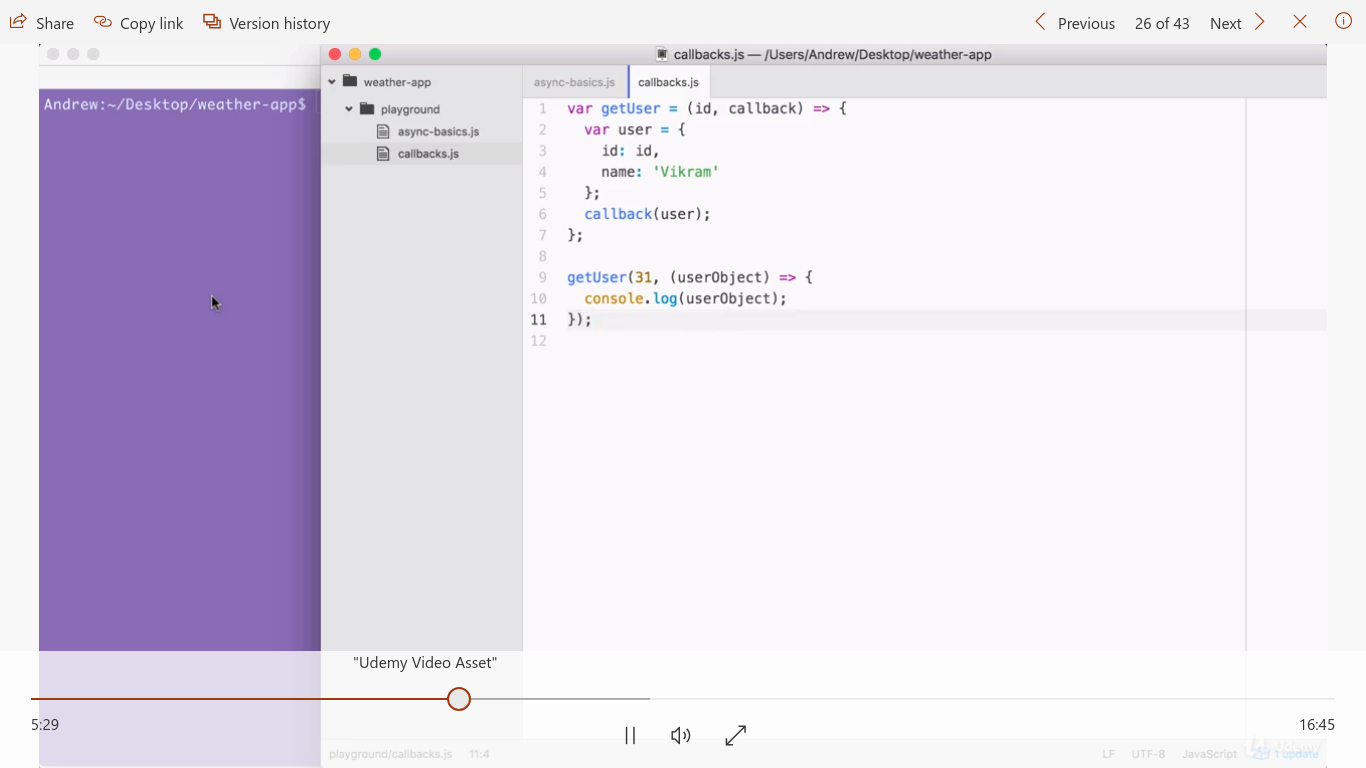 Share Copy link Version history Previous 26 of 43 Next
callbacks.js — /Users/Andrew/Desktop/weather-app
weather-app
playground
async-basics.js
callbacks.js
async-basics.js callbacks.js
Andrew:~/Desktop/weather-app$
1 var getUser = (id, callback) => {
2 var user = {
3 id: id,
4 name: 'Vikram'
5 };
6 callback(user);
7 };
8
9 getUser(31, (userObject) => {
10 console.log(userObject);
11 });
12
"Udemy Video Asset"
5:29 16:45
playground/callbacks.js 11:4 LF UTF-8 JavaScript 1 update
Udemy